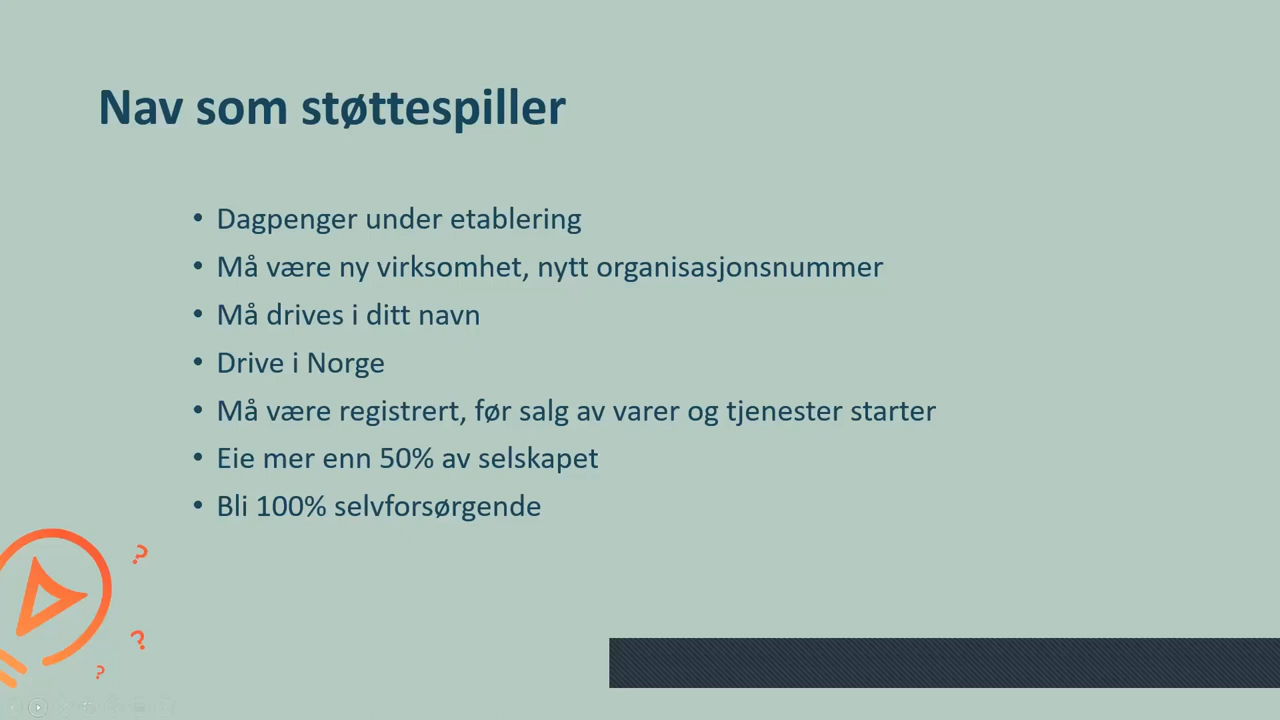 Nav som støttespiller
• Dagpenger under etablering
• Må være ny virksomhet, nytt organisasjonsnummer
• Må drives i ditt navn
• Drive i Norge
• Må være registrert, før salg av varer og tjenester starter
• Eie mer enn 50% av selskapet
• Bli 100% selvforsørgende
?
?
?